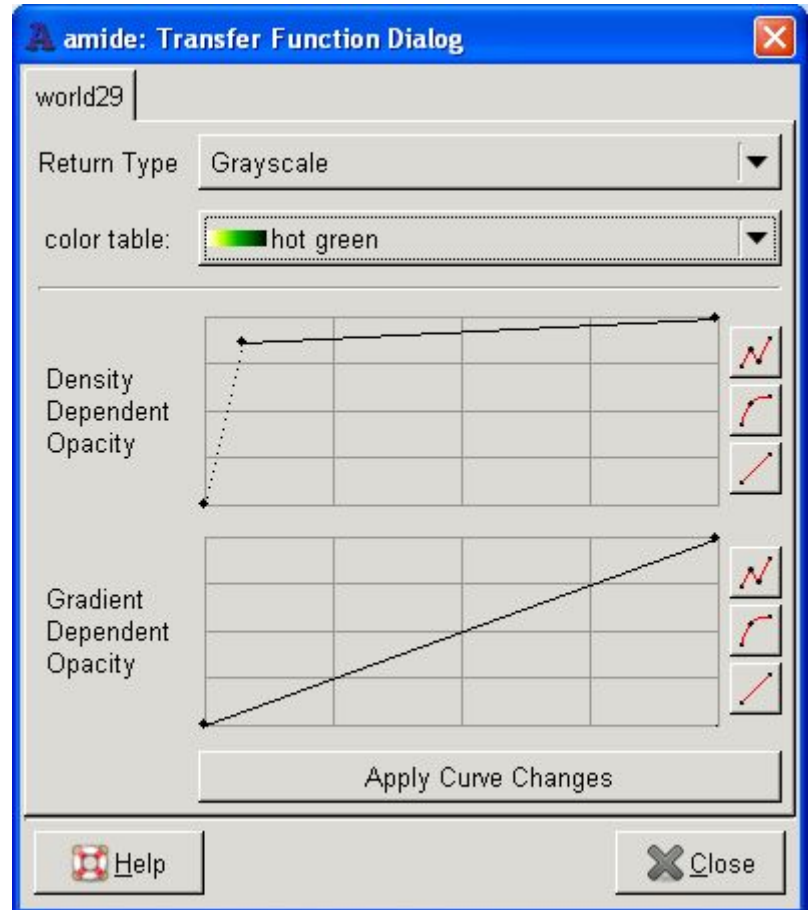 amide: Transfer Function Dialog
world29
Return Type Grayscale
color table: hot green
Density
Dependent
Opacity
Gradient
Dependent
Opacity
Apply Curve Changes
Help Close